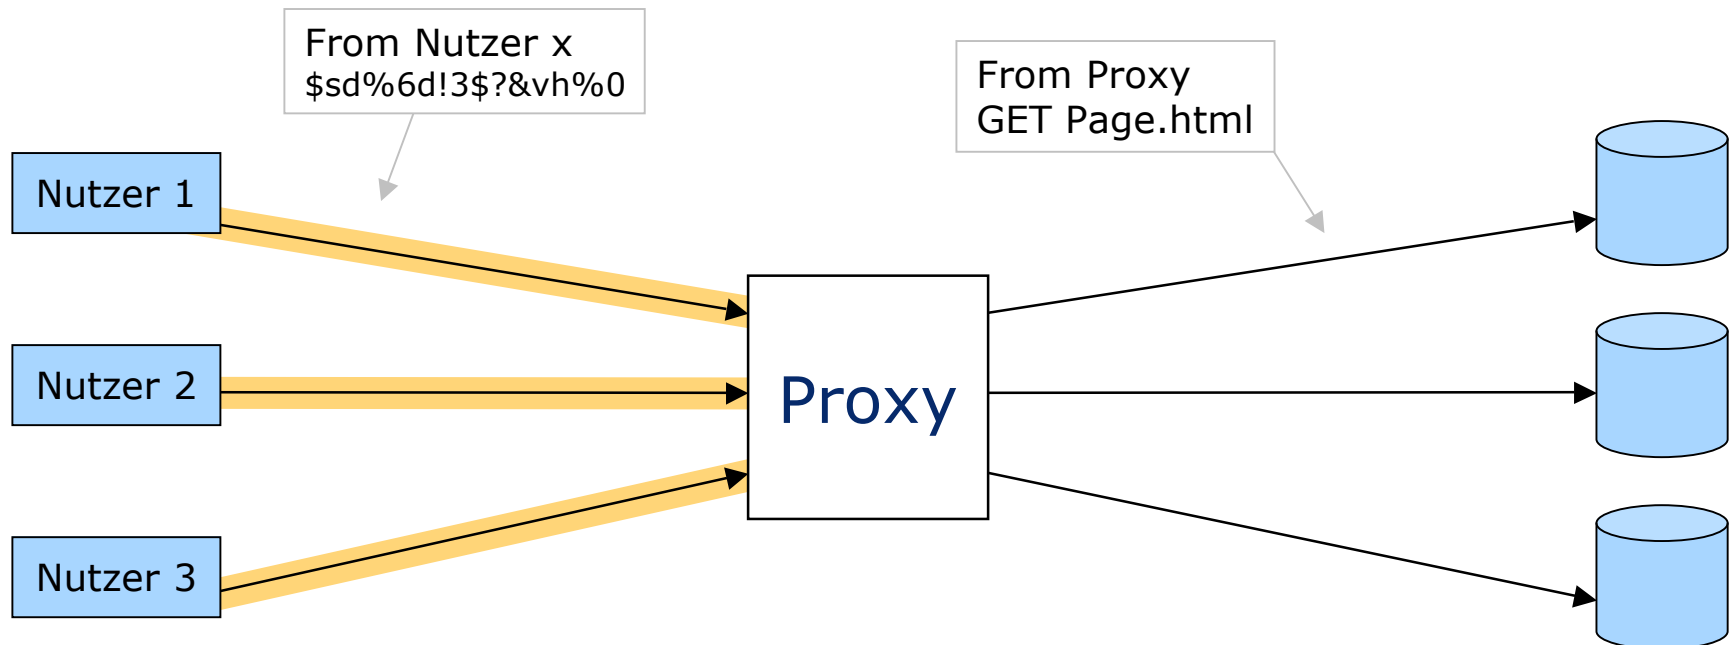 From Nutzer x
$sd%6d!3$?&vh%0
From Proxy
GET Page.html
Nutzer 1
Nutzer 2
Proxy
Nutzer 3